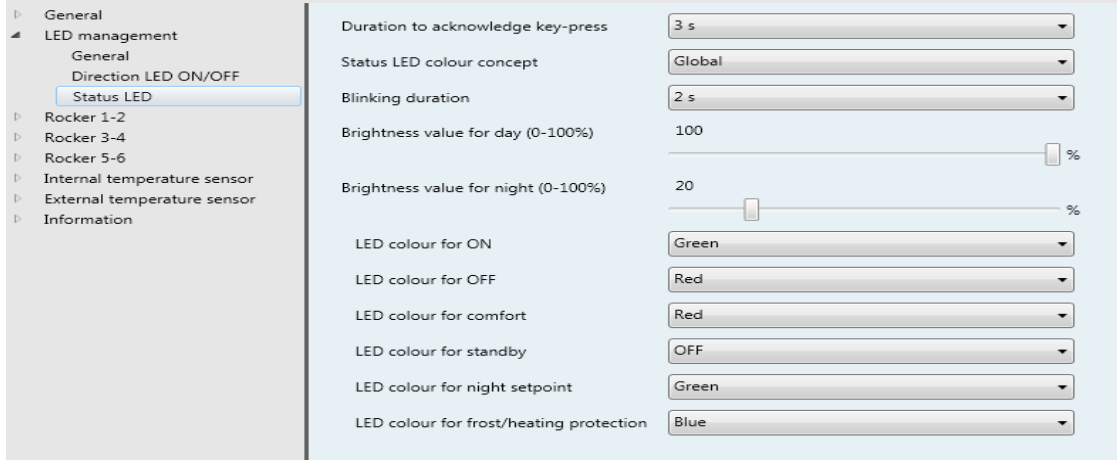 General
LED management
General
Direction LED ON/OFF
Status LED
Rocker 1-2
Rocker 3-4
Rocker 5-6
Internal temperature sensor
External temperature sensor
Information
Duration to acknowledge key-press 3 s
Status LED colour concept Global
Blinking duration 2 s
Brightness value for day (0-100%) 100
%
Brightness value for night (0-100%) 20
%
LED colour for ON Green
LED colour for OFF Red
LED colour for comfort Red
LED colour for standby OFF
LED colour for night setpoint Green
LED colour for frost/heating protection Blue